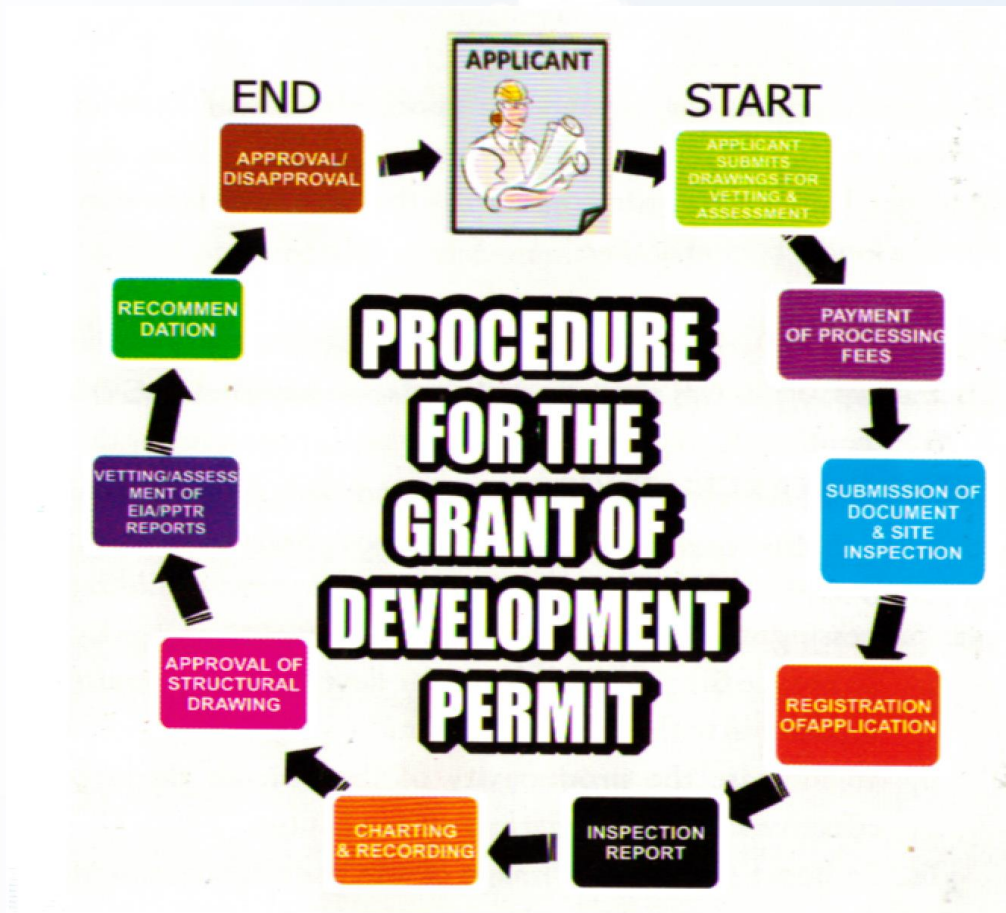 APPLICANT
START
APPLICANT
SUBMITS
DRAWINGS FOR
VETTING &
ASSESSMENT
PAYMENT
OF PROCESSING
FEES
SUBMISSION OF
DOCUMENT
& SITE
INSPECTION
REGISTRATION
OFAPPLICATION
INSPECTION
REPORT
CHARTING
& RECORDING
APPROVAL OF
STRUCTURAL
DRAWING
VETTING/ASSESS
MENT OF
EIA/PPTR
REPORTS
RECOMMEN
DATION
END
APPROVAL/
DISAPPROVAL
PROCEDURE
FOR THE
GRANT OF
DEVELOPMENT
PERMIT